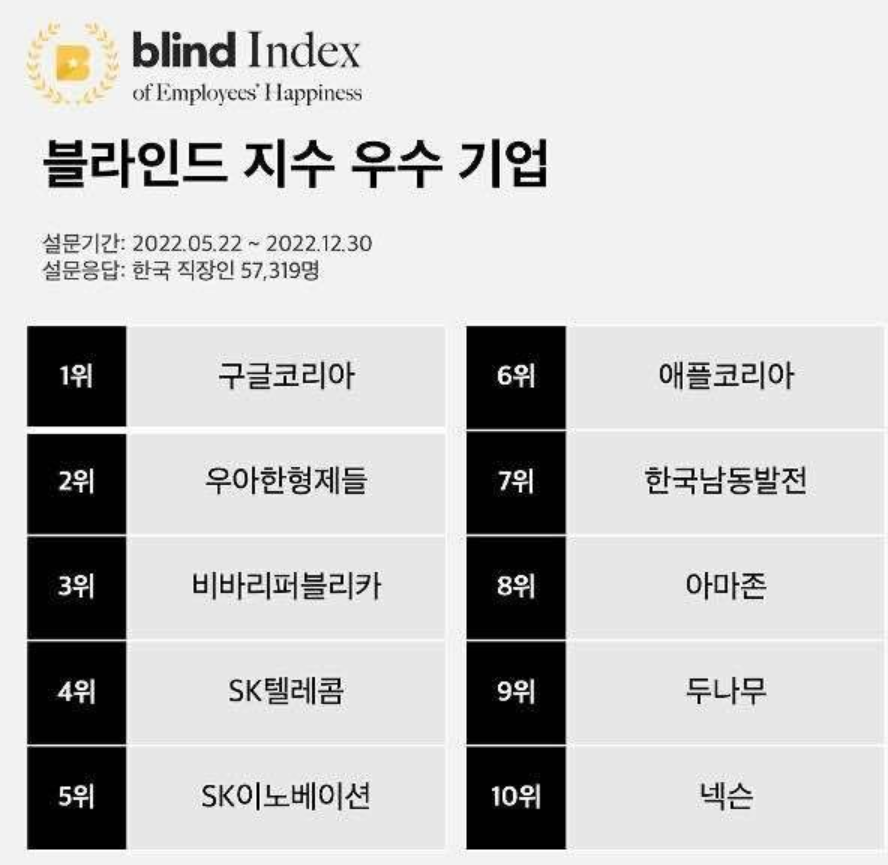 blind Index
of Employees' Happiness
블라인드 지수 우수 기업
설문기간: 2022.05.22 ~ 2022.12.30
설문응답: 한국 직장인 57,319명
1위 구글코리아
2위 우아한형제들
3위 비바리퍼블리카
4위 SK텔레콤
5위 SK이노베이션
6위 애플코리아
7위 한국남동발전
8위 아마존
9위 두나무
10위 넥슨